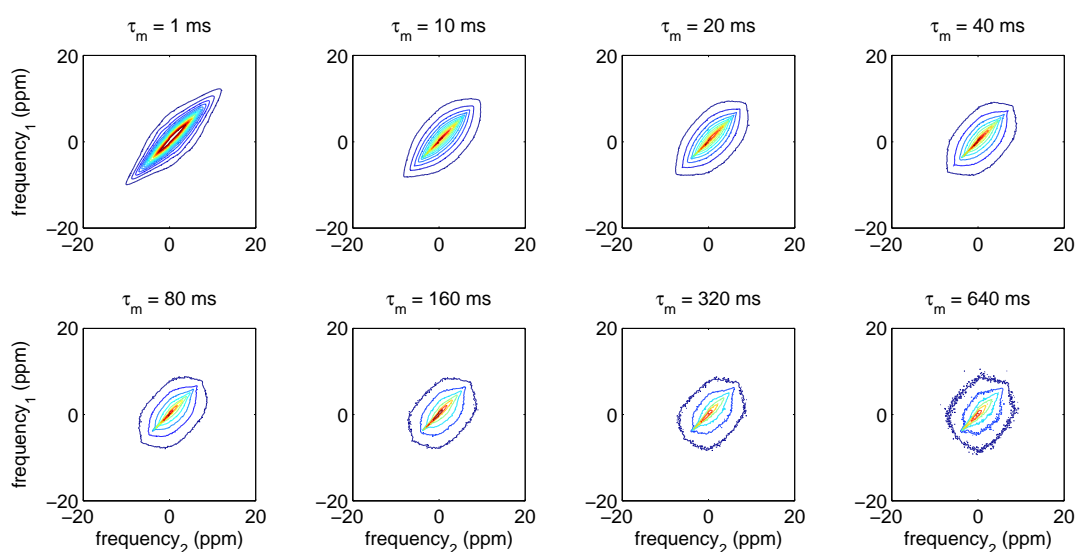 τm = 1 ms
τm = 10 ms
τm = 20 ms
τm = 40 ms
20
0
−20
frequency1 (ppm)
−20 0 20
20
0
−20
−20 0 20
20
0
−20
−20 0 20
20
0
−20
−20 0 20
τm = 80 ms
τm = 160 ms
τm = 320 ms
τm = 640 ms
20
0
−20
frequency1 (ppm)
−20 0 20
frequency2 (ppm)
20
0
−20
−20 0 20
frequency2 (ppm)
20
0
−20
−20 0 20
frequency2 (ppm)
20
0
−20
−20 0 20
frequency2 (ppm)